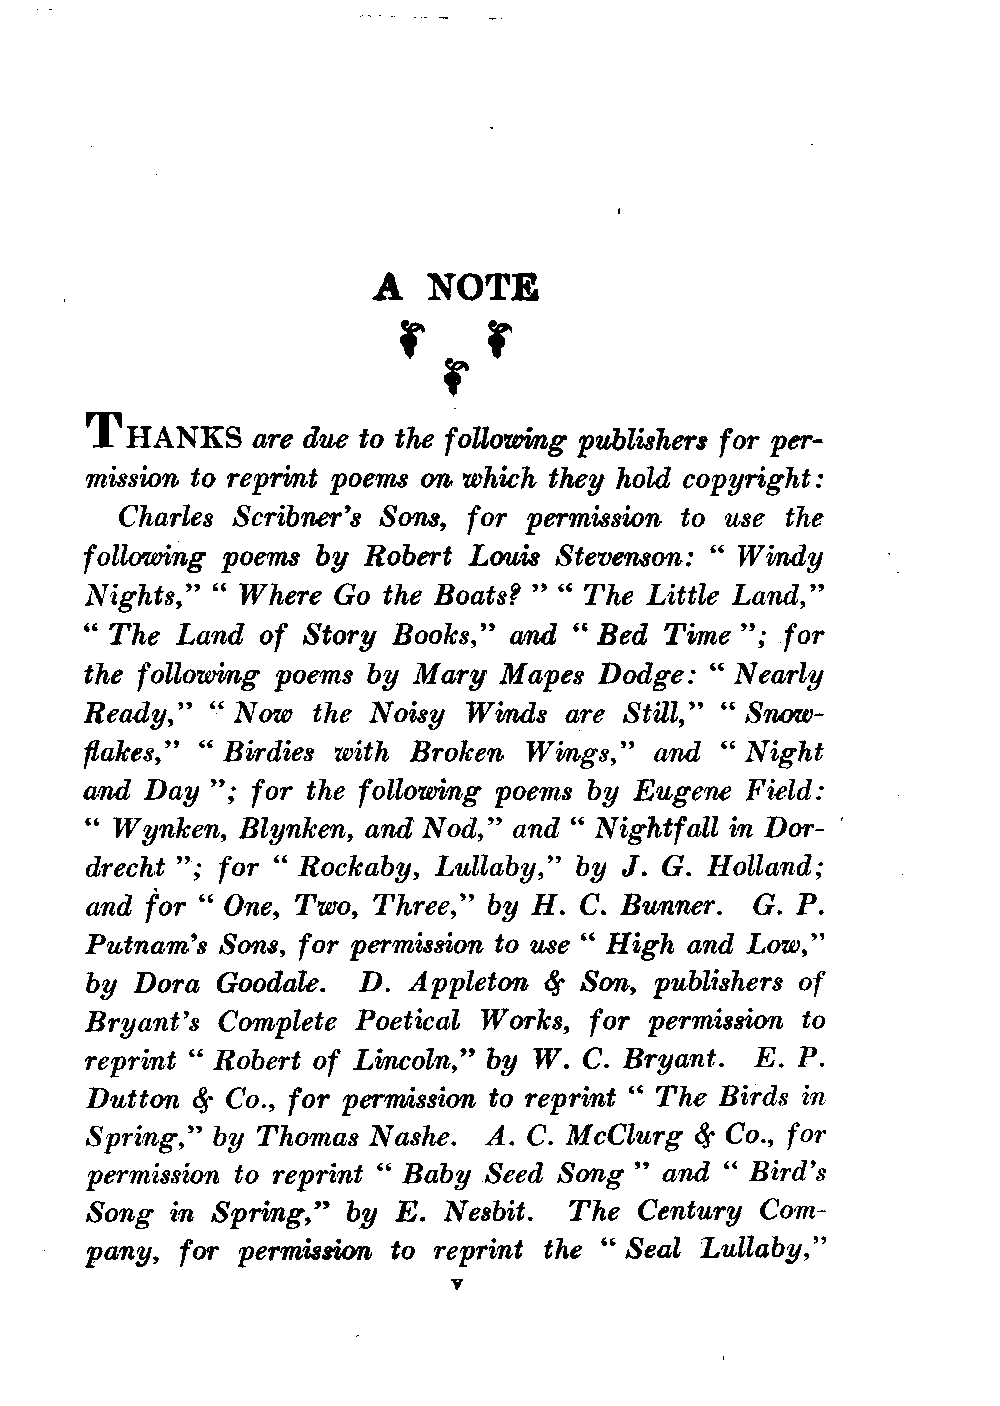 A NOTE
THANKS are due to the following publishers for per-
mission to reprint poems on which they hold copyright:
Charles Scribner's Sons, for permission to use the
following poems by Robert Louis Stevenson: " Windy
Nights," " Where Go the Boats? " " The Little Land,"
" The Land of Story Books," and " Bed Time "; for
the following poems by Mary Mapes Dodge: " Nearly
Ready," " Now the Noisy Winds are Still," " Snow-
flakes," " Birdies with Broken Wings," and " Night
and Day "; for the following poems by Eugene Field:
" Wynken, Blynken, and Nod," and " Nightfall in Dor-
drecht "; for " Rockaby, Lullaby," by J. G. Holland;
and for " One, Two, Three," by H. C. Bunner. G. P.
Putnam's Sons, for permission to use " High and Low,"
by Dora Goodale. D. Appleton & Son, publishers of
Bryant's Complete Poetical Works, for permission to
reprint " Robert of Lincoln," by W. C. Bryant. E. P.
Dutton & Co., for permission to reprint " The Birds in
Spring," by Thomas Nashe. A. C. McClurg & Co., for
permission to reprint " Baby Seed Song " and " Bird's
Song in Spring," by E. Nesbit. The Century Com-
pany, for permission to reprint the " Seal Lullaby,"
v